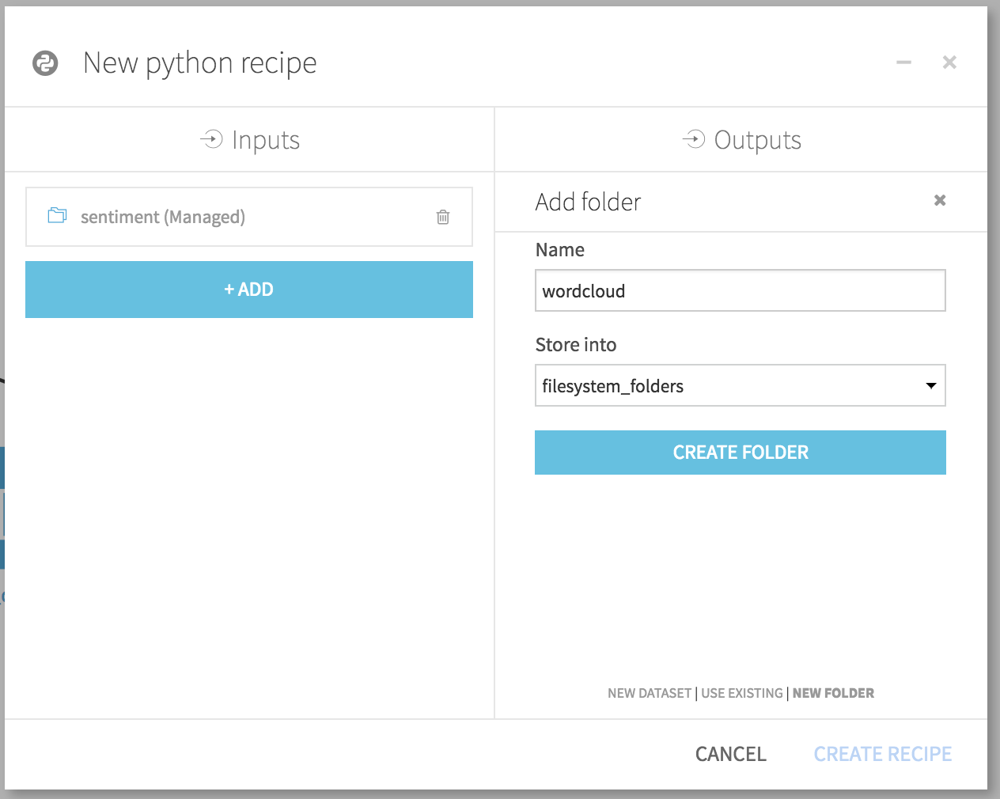 New python recipe
Inputs
Outputs
sentiment (Managed)
+ ADD
Add folder
Name
wordcloud
Store into
filesystem_folders
CREATE FOLDER
NEW DATASET | USE EXISTING | NEW FOLDER
CANCEL
CREATE RECIPE